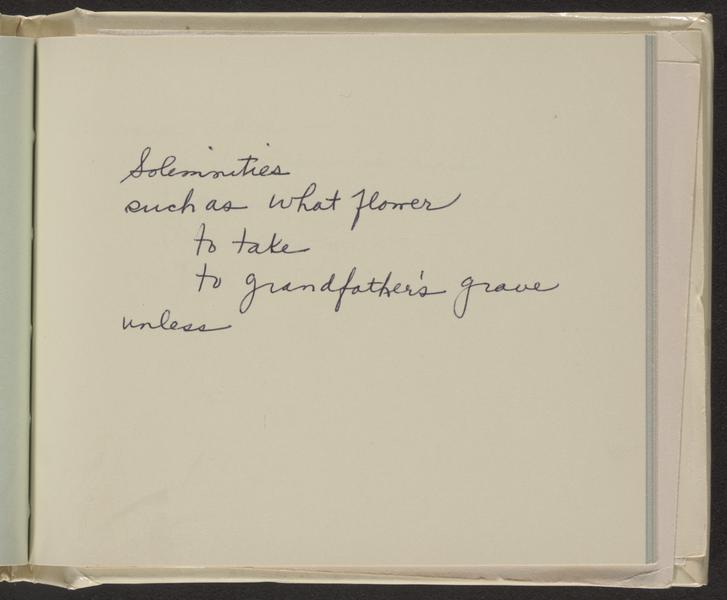 Solemnities
such as what flower
to take
to grandfather's grave
unless